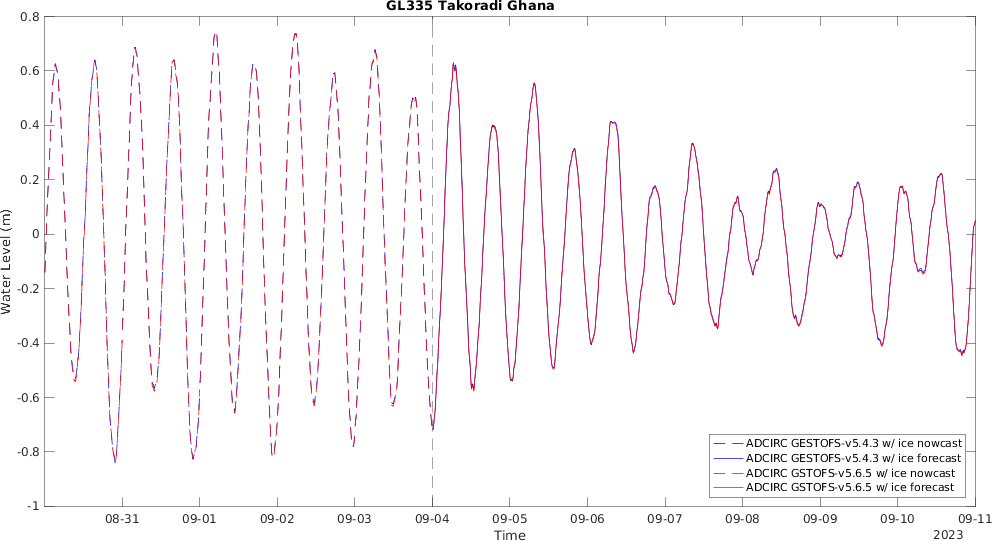 GL335 Takoradi Ghana
Water Level (m)
0.8
0.6
0.4
0.2
0
-0.2
-0.4
-0.6
-0.8
-1
ADCIRC GESTOFS-v5.4.3 w/ ice nowcast
ADCIRC GESTOFS-v5.4.3 w/ ice forecast
ADCIRC GSTOFS-v5.6.5 w/ ice nowcast
ADCIRC GSTOFS-v5.6.5 w/ ice forecast
08-31 09-01 09-02 09-03 09-04 09-05 09-06 09-07 09-08 09-09 09-10 09-11
Time
2023